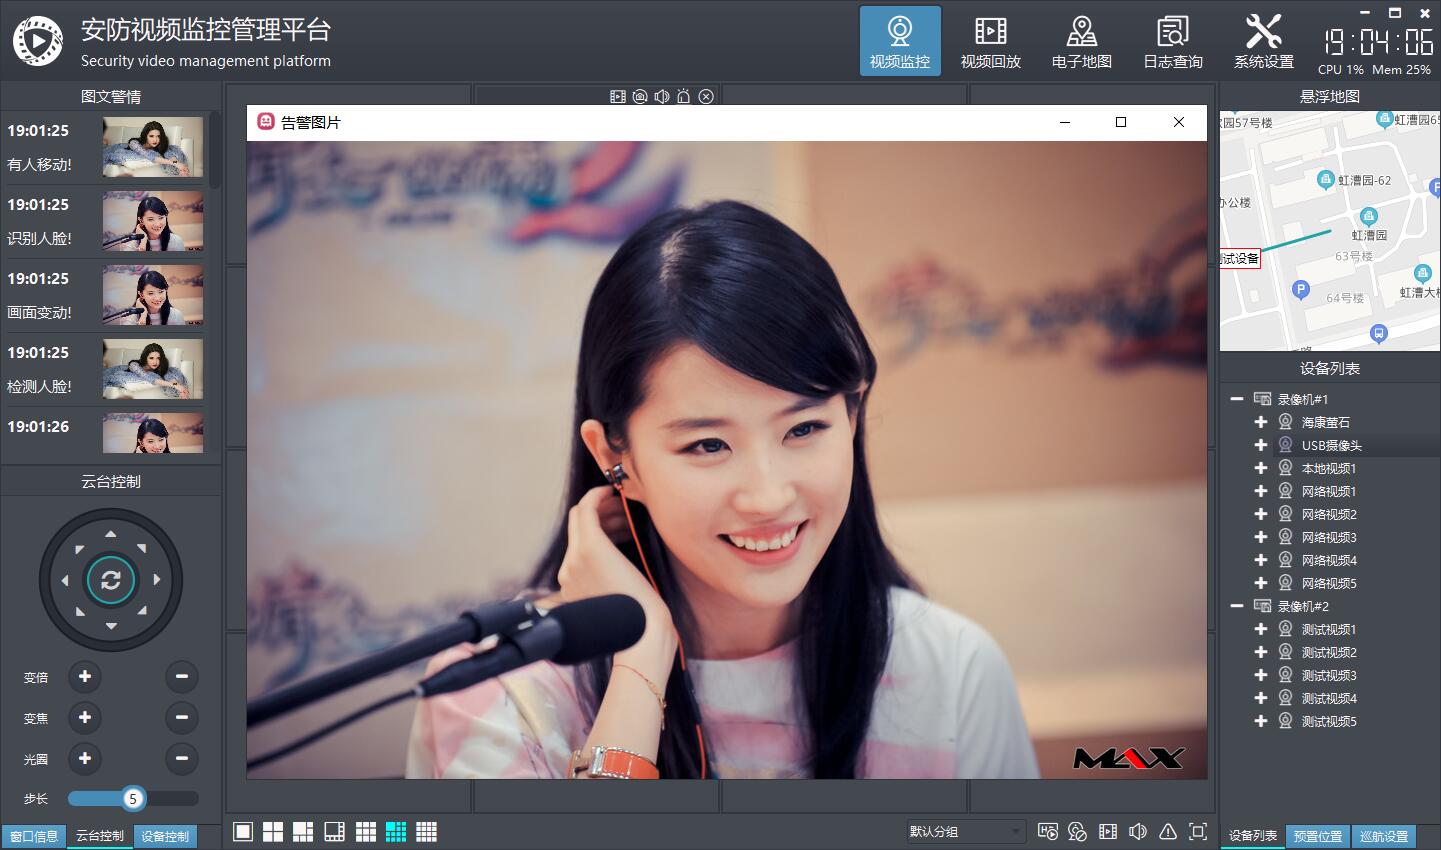 安防视频监控管理平台
Security video management platform
视频监控
视频回放
电子地图
日志查询
系统设置
19:04:06
CPU 1% Mem 25%
图文警情
19:01:25
有人移动!
19:01:25
识别人脸!
19:01:25
画面变动!
19:01:25
检测人脸!
19:01:26
云台控制
变倍
变焦
光圈
步长
5
窗口信息
云台控制
设备控制
告警图片
MAX
默认分组
悬浮地图
园57号楼
虹漕园65
虹漕园-62
P
办公楼
虹漕园
63号楼
试设备
P
64号楼
虹漕大楼
设备列表
录像机#1
海康萤石
USB摄像头
本地视频1
网络视频1
网络视频2
网络视频3
网络视频4
网络视频5
录像机#2
测试视频1
测试视频2
测试视频3
测试视频4
测试视频5
设备列表
预置位置
巡航设置